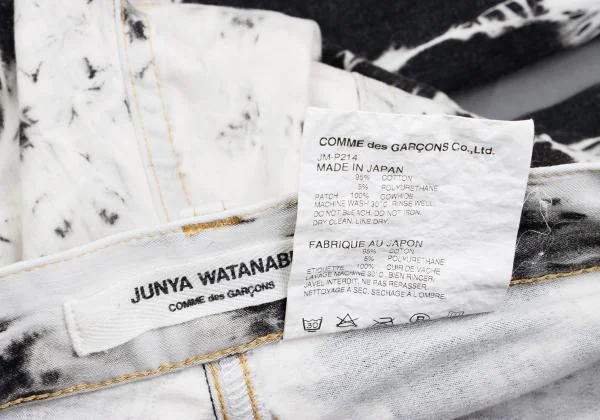 COMME des GARÇONS Co.,Ltd.
JM-P214
MADE IN JAPAN
95% COTTON
5% POLYURETHANE
PATCH 100% COWHIDE
MACHINE WASH 30°C. RINSE WELL.
DO NOT BLEACH. DO NOT IRON.
DRY CLEAN. LINE DRY.
FABRIQUE AU JAPON
95% COTON
5% POLYURETHANE
ETIQUETTE 100% CUIR DE VACHE
LAVAGE MACHINE 30°C. BIEN RINCER.
JAVEL INTERDIT. NE PAS REPASSER.
NETTOYAGE A SEC. SECHAGE A L'OMBRE.
30
JUNYA WATANAB
COMME des GARÇONS